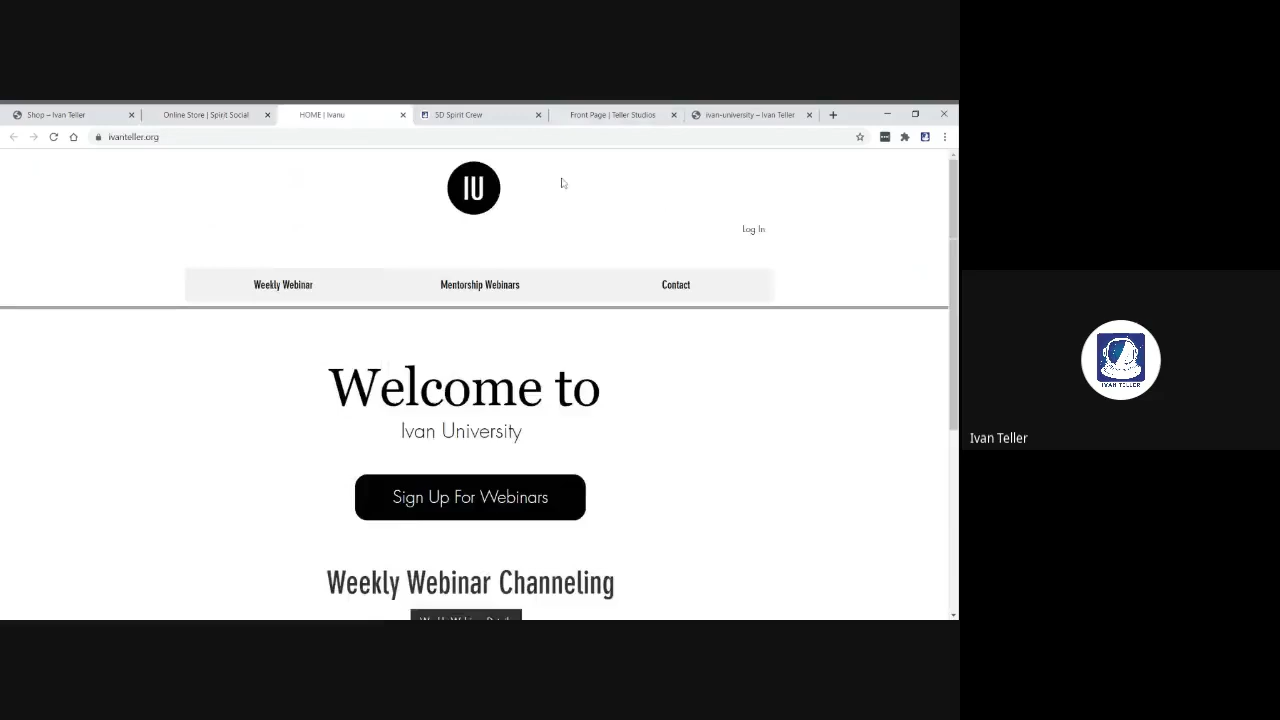 Shop – Ivan Teller
Online Store | Spirit Social
HOME | Ivanu
5D Spirit Crew
Front Page | Teller Studios
ivan-university – Ivan Teller
ivanteller.org
IU
Log In
Weekly Webinar
Mentorship Webinars
Contact
Welcome to
Ivan University
Sign Up For Webinars
Weekly Webinar Channeling
IVAN TELLER
Ivan Teller